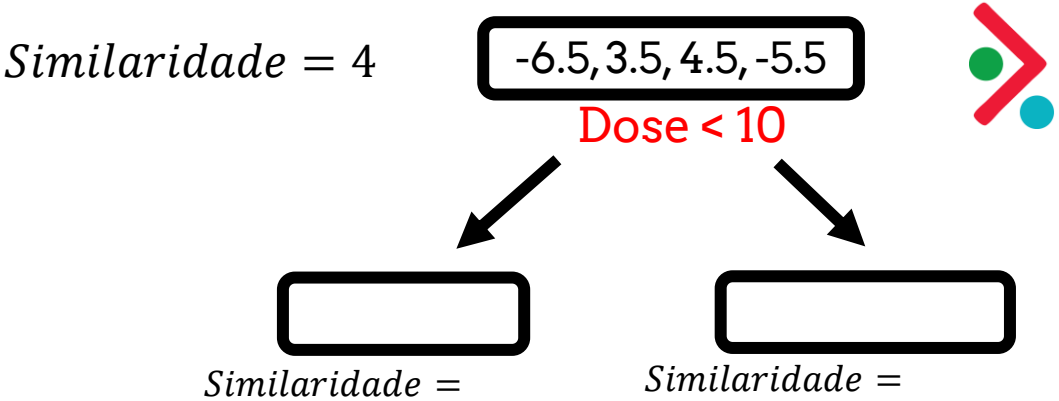 Similaridade = 4
-6.5, 3.5, 4.5, -5.5
Dose < 10
Similaridade =
Similaridade =